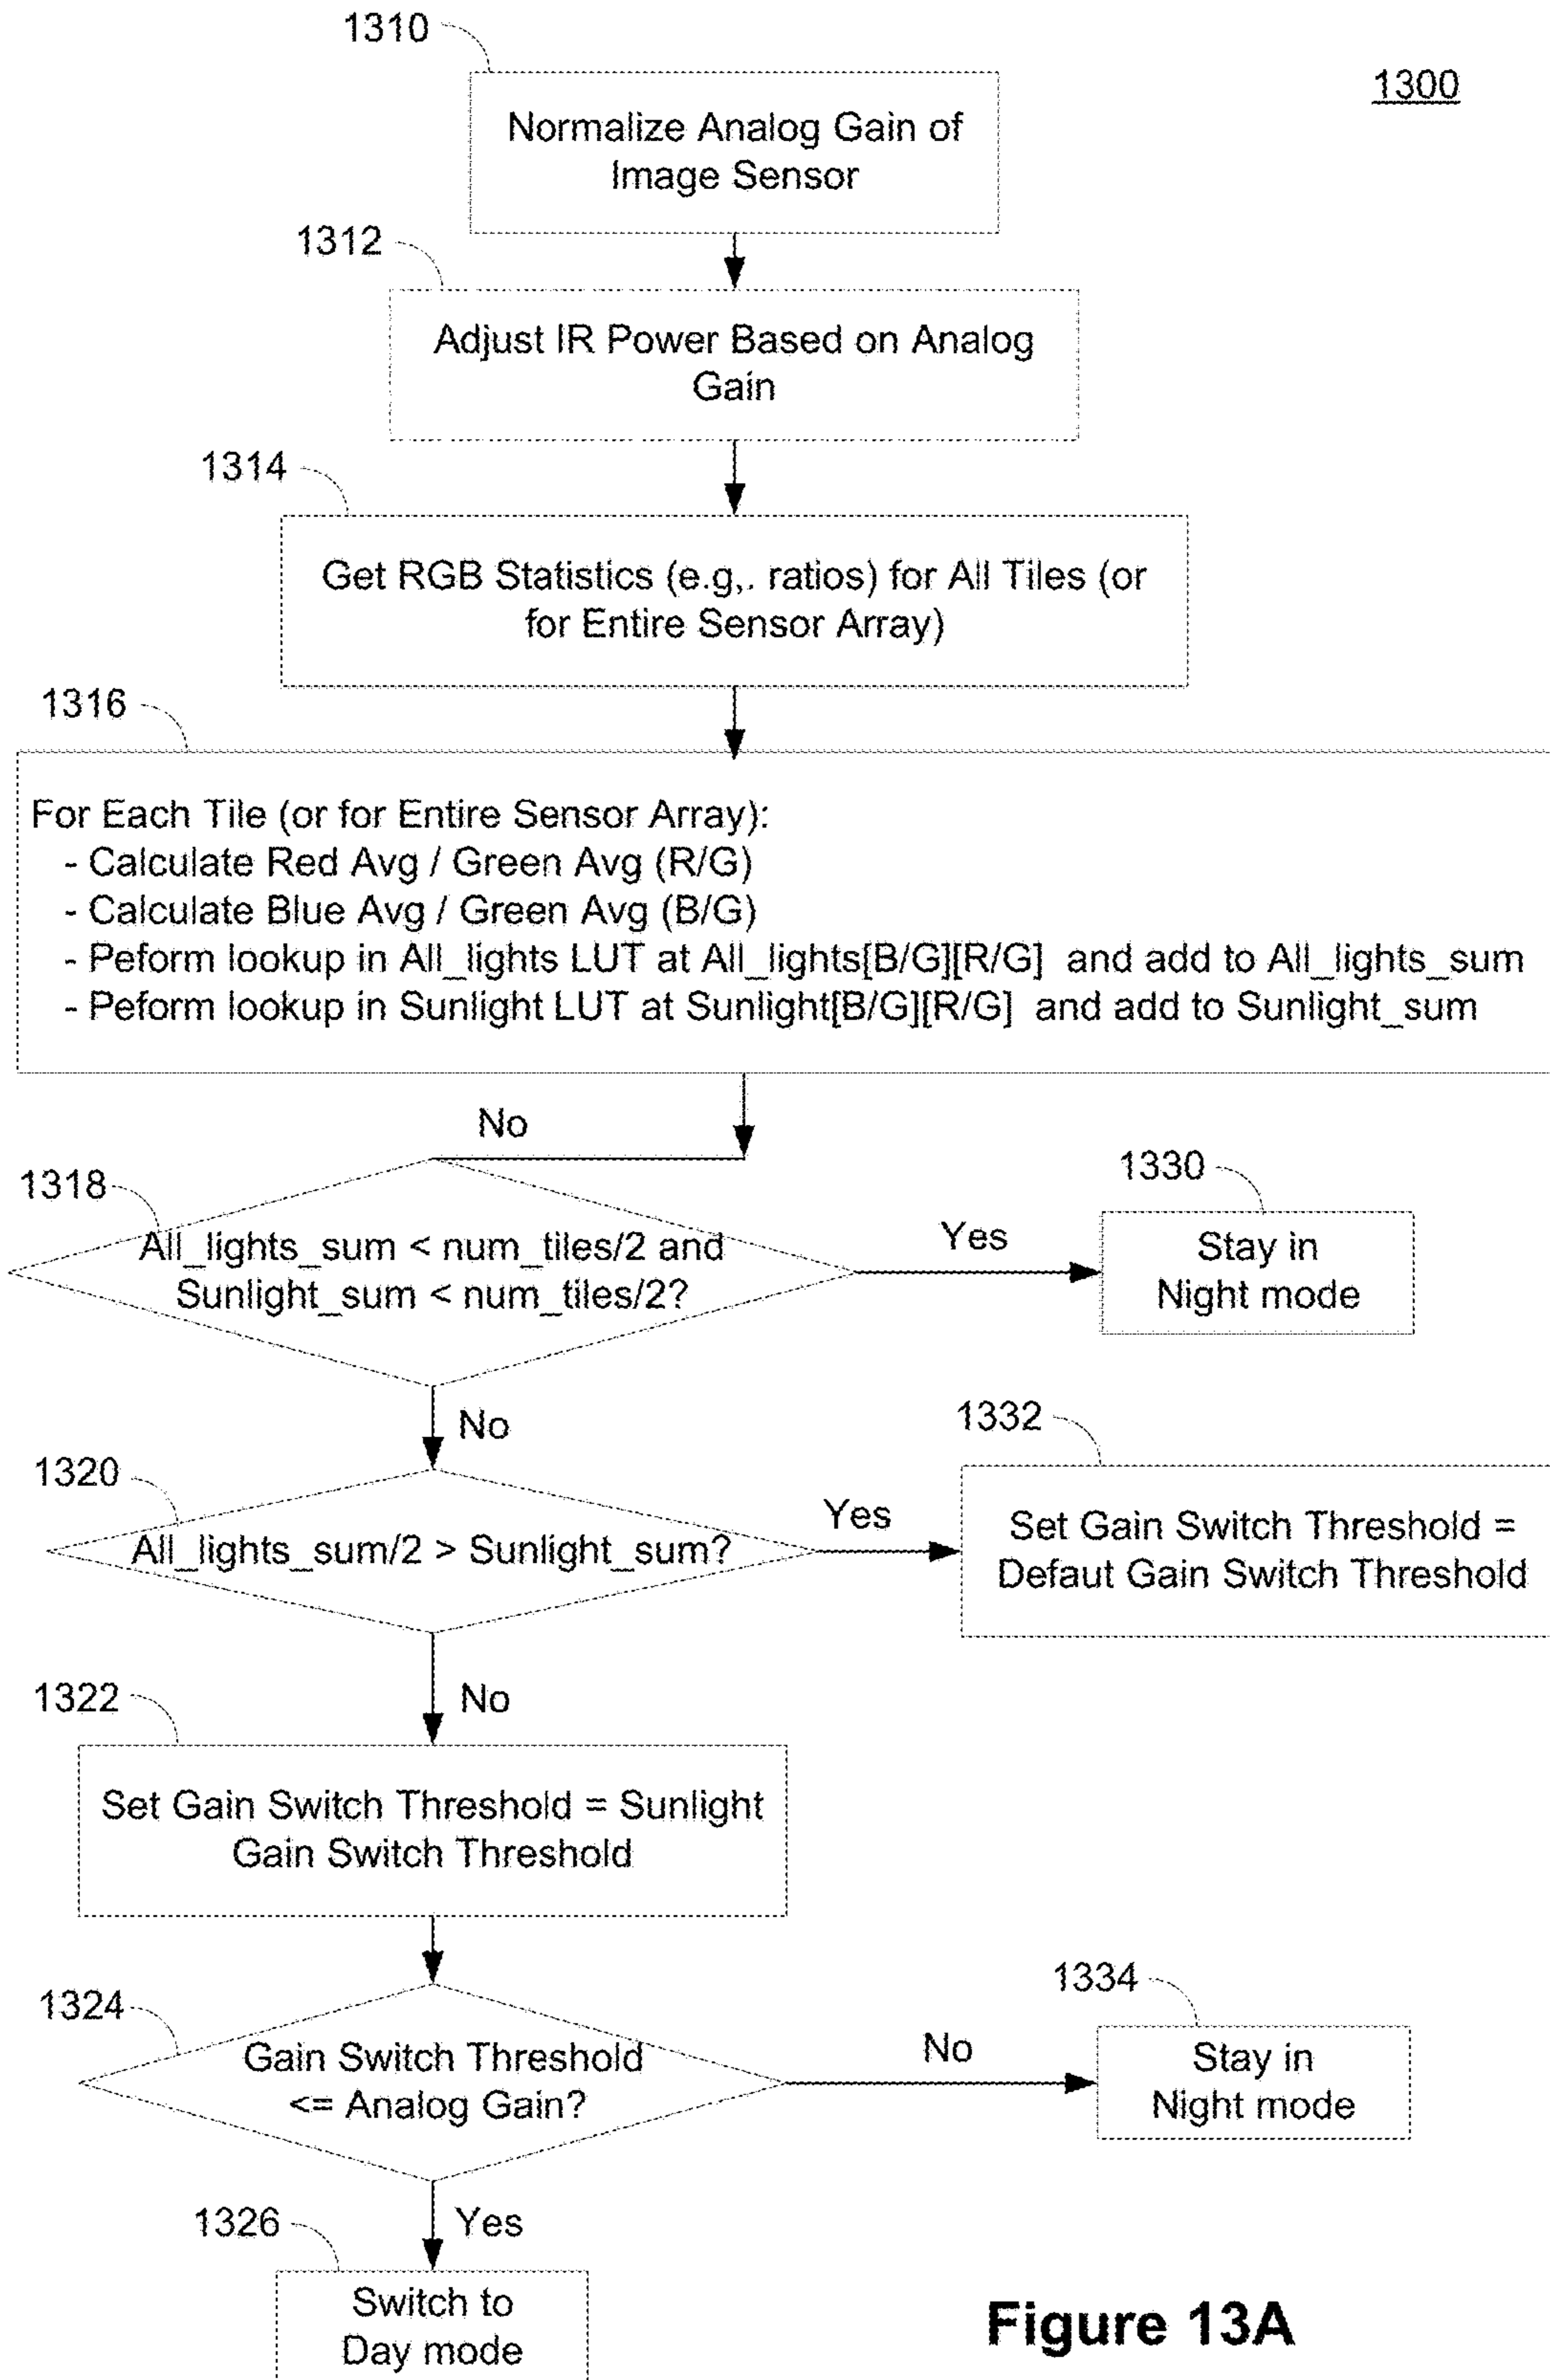 1310
1300
Normalize Analog Gain of
Image Sensor
1312
Adjust IR Power Based on Analog
Gain
1314
Get RGB Statistics (e.g,. ratios) for All Tiles (or
for Entire Sensor Array)
1316
For Each Tile (or for Entire Sensor Array):
- Calculate Red Avg / Green Avg (R/G)
- Calculate Blue Avg / Green Avg (B/G)
- Peform lookup in All_lights LUT at All_lights[B/G][R/G] and add to All_lights_sum
- Peform lookup in Sunlight LUT at Sunlight[B/G][R/G] and add to Sunlight_sum
No
1318
All_lights_sum < num_tiles/2 and
Sunlight_sum < num_tiles/2?
Yes
1330
Stay in
Night mode
No
1320
All_lights_sum/2 > Sunlight_sum?
Yes
1332
Set Gain Switch Threshold =
Defaut Gain Switch Threshold
No
1322
Set Gain Switch Threshold = Sunlight
Gain Switch Threshold
1324
Gain Switch Threshold
<= Analog Gain?
No
1334
Stay in
Night mode
Yes
1326
Switch to
Day mode
Figure 13A